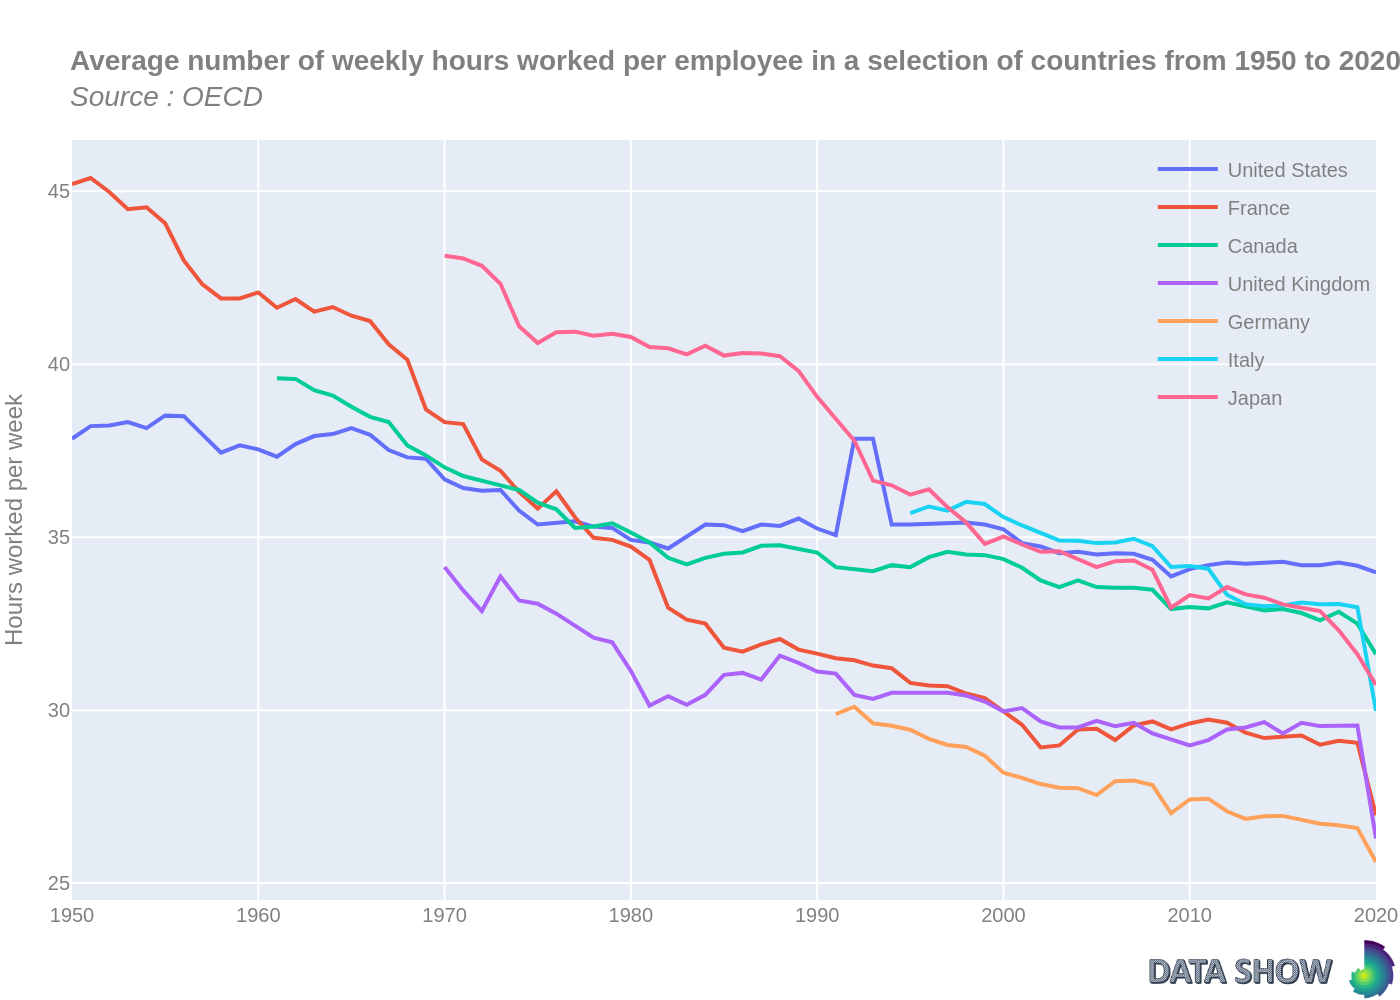 Average number of weekly hours worked per employee in a selection of countries from 1950 to 2020
Source : OECD
Hours worked per week
45
40
35
30
25
1950
1960
1970
1980
1990
2000
2010
2020
United States
France
Canada
United Kingdom
Germany
Italy
Japan
DATA SHOW